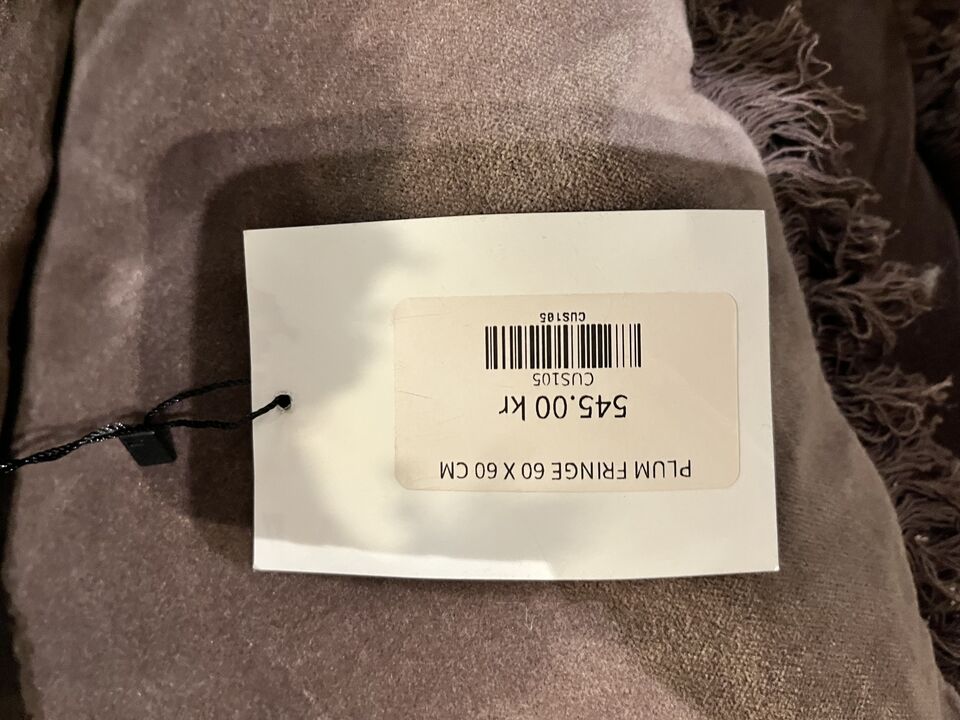 PLUM FRINGE 60 X 60 CM
545.00 kr
CUS105
CUS105